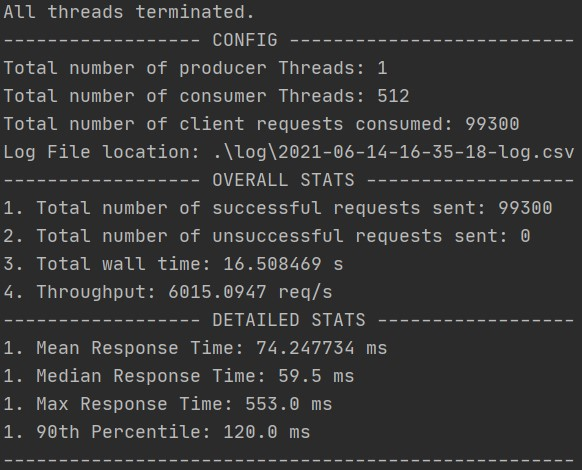 All threads terminated.
------------------ CONFIG --------------------------
Total number of producer Threads: 1
Total number of consumer Threads: 512
Total number of client requests consumed: 99300
Log File location: .\log\2021-06-14-16-35-18-log.csv
------------------ OVERALL STATS -------------------
1. Total number of successful requests sent: 99300
2. Total number of unsuccessful requests sent: 0
3. Total wall time: 16.508469 s
4. Throughput: 6015.0947 req/s
------------------ DETAILED STATS ------------------
1. Mean Response Time: 74.247734 ms
1. Median Response Time: 59.5 ms
1. Max Response Time: 553.0 ms
1. 90th Percentile: 120.0 ms
----------------------------------------------------